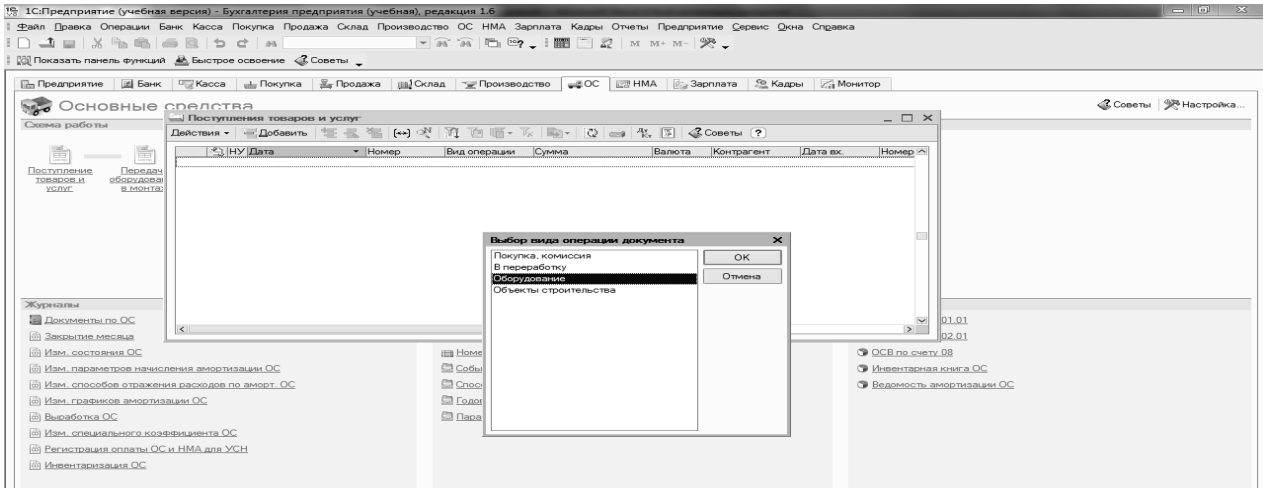 1С:Предприятие (учебная версия) - Бухгалтерия предприятия (учебная), редакция 1.6
Файл Правка Операции Банк Касса Покупка Продажа Склад Производство ОС НМА Зарплата Кадры Отчеты Предприятие Сервис Окна Справка
М М+ М-
Показать панель функций Быстрое освоение Советы
Предприятие Банк Касса Покупка Продажа Склад Производство ОС НМА Зарплата Кадры Монитор
Основные средства Советы Настройка...
Схема работы
Поступления товаров и услуг
Действия Добавить Советы ?
НУ Дата Номер Вид операции Сумма Валюта Контрагент Дата вх. Номер
Поступление товаров и услуг
Передач
оборудова
в монта
Выбор вида операции документа
Покупка, комиссия
В переработку
Оборудование
Объекты строительства
OK
Отмена
Журналы
Документы по ОС
Закрытие месяца
Изм. состояния ОС
Изм. параметров начисления амортизации ОС
Изм. способов отражения расходов по аморт. ОС
Изм. графиков амортизации ОС
Выработка ОС
Изм. специального коэффициента ОС
Регистрация оплаты ОС и НМА для УСН
Инвентаризация ОС
Номе
Собы
Спос
Годо
Пара
01.01
02.01
ОСВ по счету 08
Инвентарная книга ОС
Ведомость амортизации ОС